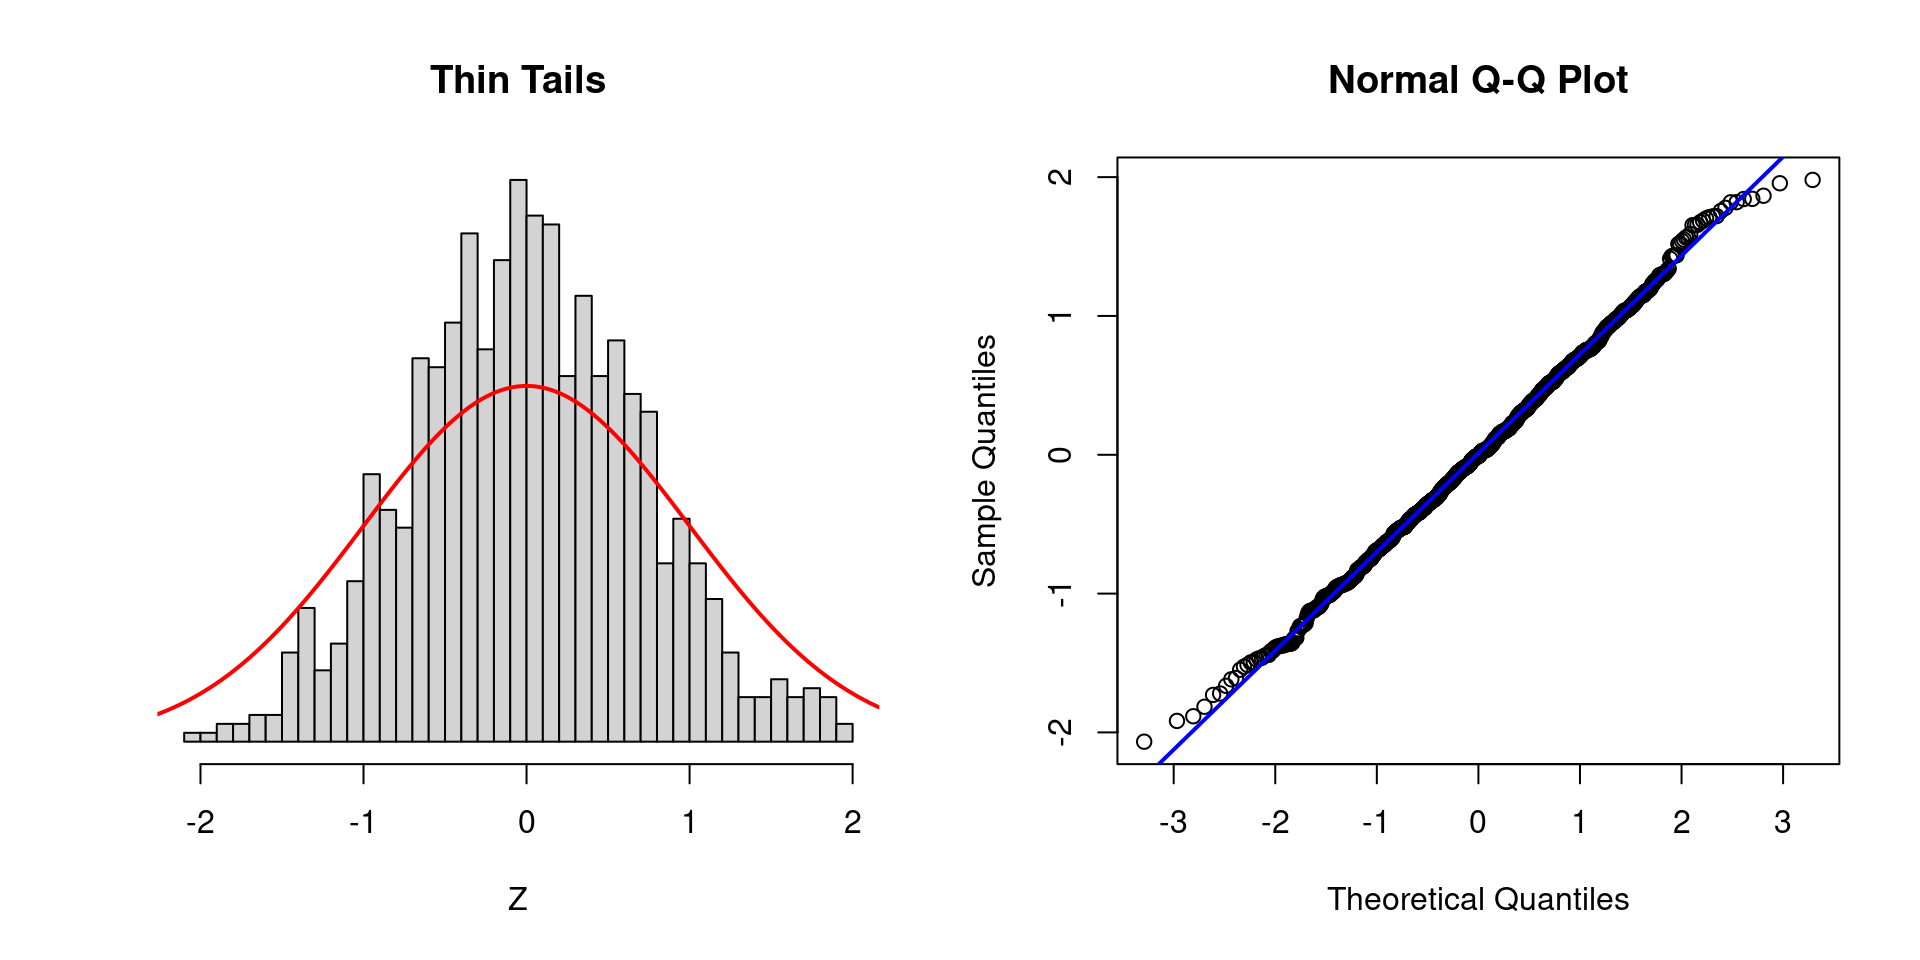 Thin Tails
-2 -1 0 1 2
Z
Normal Q-Q Plot
Sample Quantiles
2
1
0
-1
-2
-3 -2 -1 0 1 2 3
Theoretical Quantiles